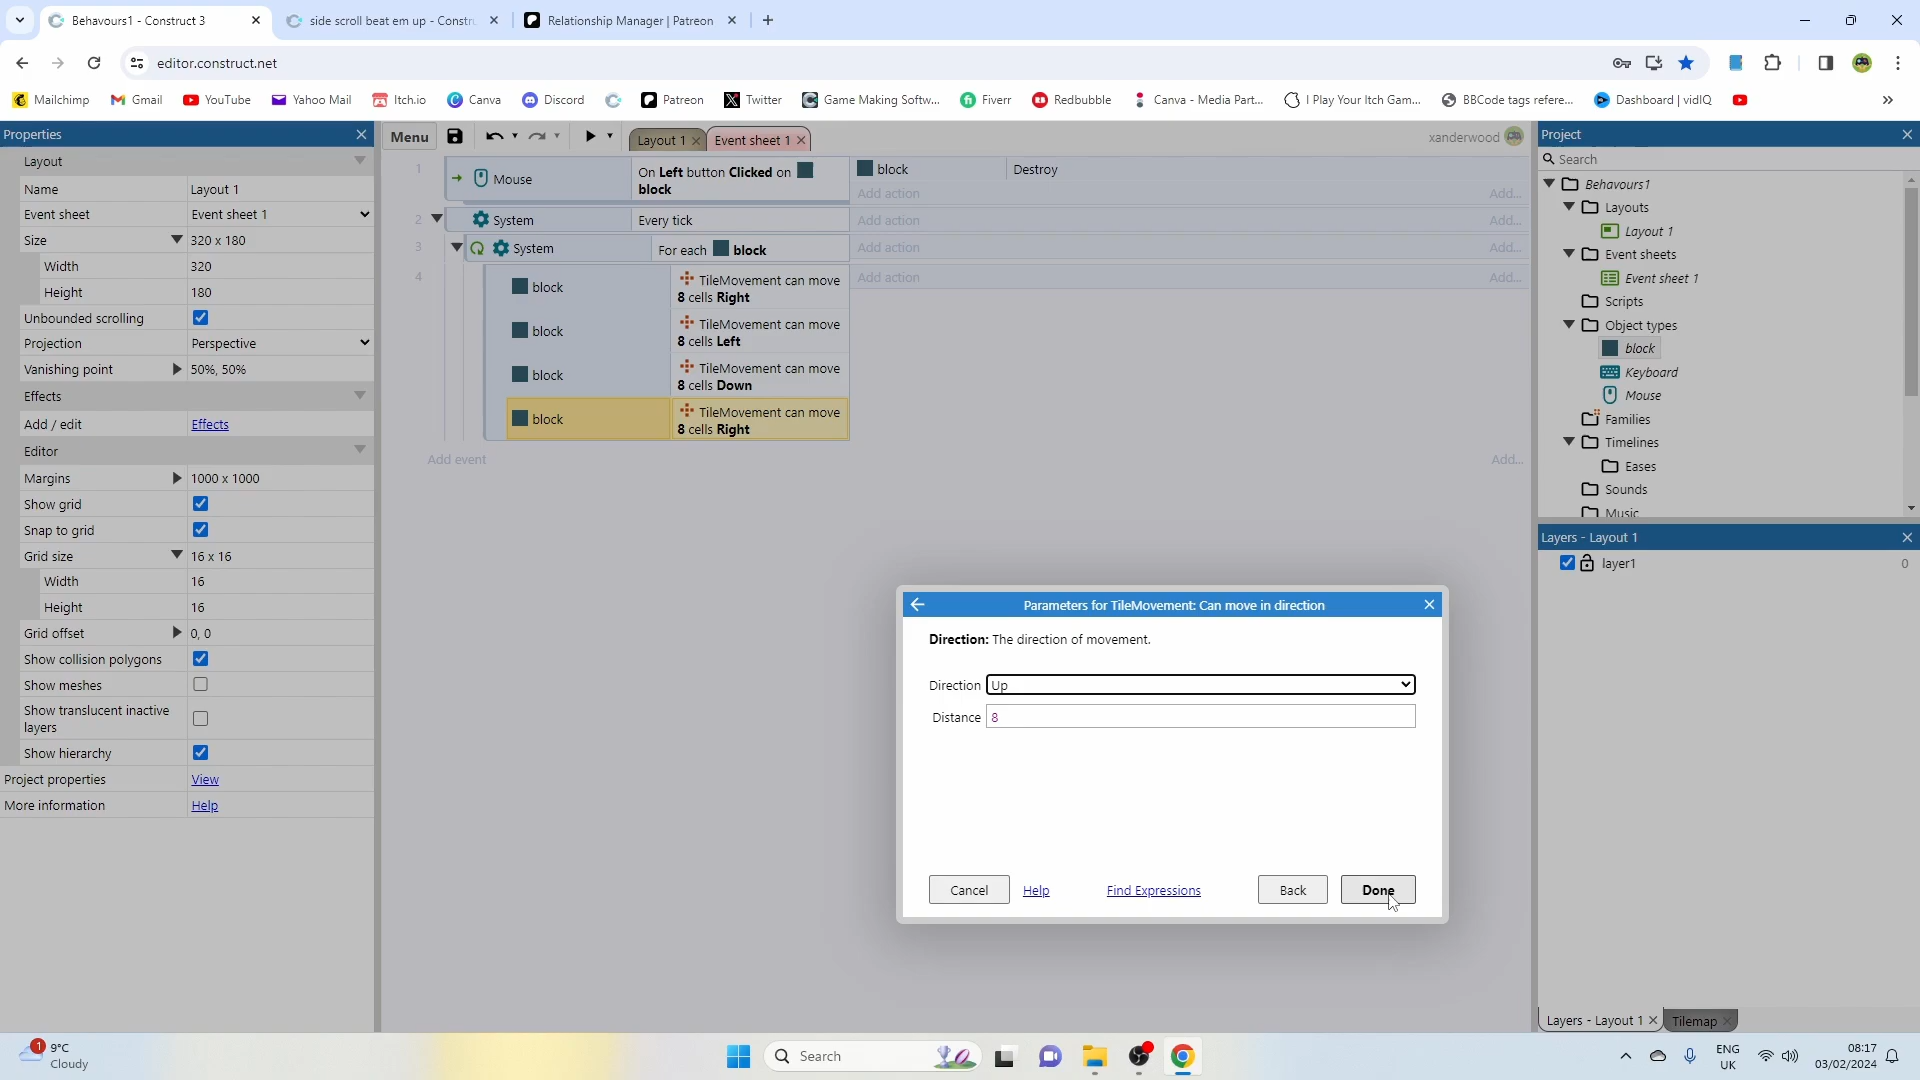 Behaviours1 - Construct 3
side scroll beat em up - Constru
Relationship Manager | Patreon
editor.construct.net
Mailchimp
Gmail
YouTube
Yahoo Mail
Itch.io
Canva
Discord
Patreon
Twitter
Game Making Softw...
Fiverr
Redbubble
Canva - Media Part...
I Play Your Itch Gam...
BBCode tags refere...
Dashboard | vidIQ
Properties
Menu
Layout 1
Event sheet 1
xanderwood
Project
Layout
Name
Layout 1
Event sheet
Event sheet 1
Size
320 x 180
Width
320
Height
180
Unbounded scrolling
Projection
Perspective
Vanishing point
50%, 50%
Effects
Add / edit
Effects
Editor
Margins
1000 x 1000
Show grid
Snap to grid
Grid size
16 x 16
Width
16
Height
16
Grid offset
0, 0
Show collision polygons
Show meshes
Show translucent inactive
layers
Show hierarchy
Project properties
View
More information
Help
1
Mouse
On Left button Clicked on
block
block
Destroy
Add action
Add...
2
System
Every tick
Add action
Add...
3
System
For each block
Add action
Add...
4
block
TileMovement can move
8 cells Right
Add action
Add...
block
TileMovement can move
8 cells Left
block
TileMovement can move
8 cells Down
block
TileMovement can move
8 cells Right
Add event
Add...
Parameters for TileMovement: Can move in direction
Direction: The direction of movement.
Direction
Up
Distance
8
Cancel
Help
Find Expressions
Back
Done
Search
Behaviours1
Layouts
Layout 1
Event sheets
Event sheet 1
Scripts
Object types
block
Keyboard
Mouse
Families
Timelines
Eases
Sounds
Music
Layers - Layout 1
layer1
0
Layers - Layout 1
Tilemap
1
9°C
Cloudy
Search
ENG
UK
08:17
03/02/2024